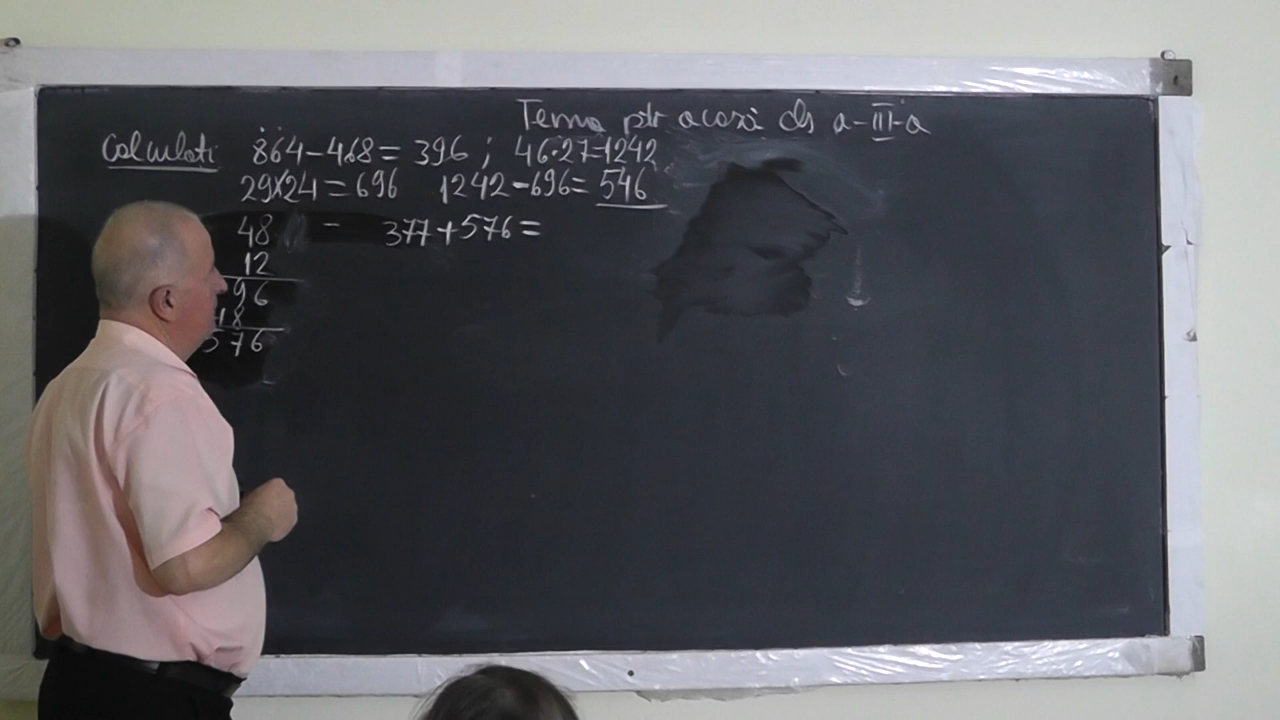 Tema ptr acasă cls a-III-a
Calculați 864-468= 396 ; 46·27=1242
29x24=696 1242-696=546
48 - 377+576=
12
96
48
576